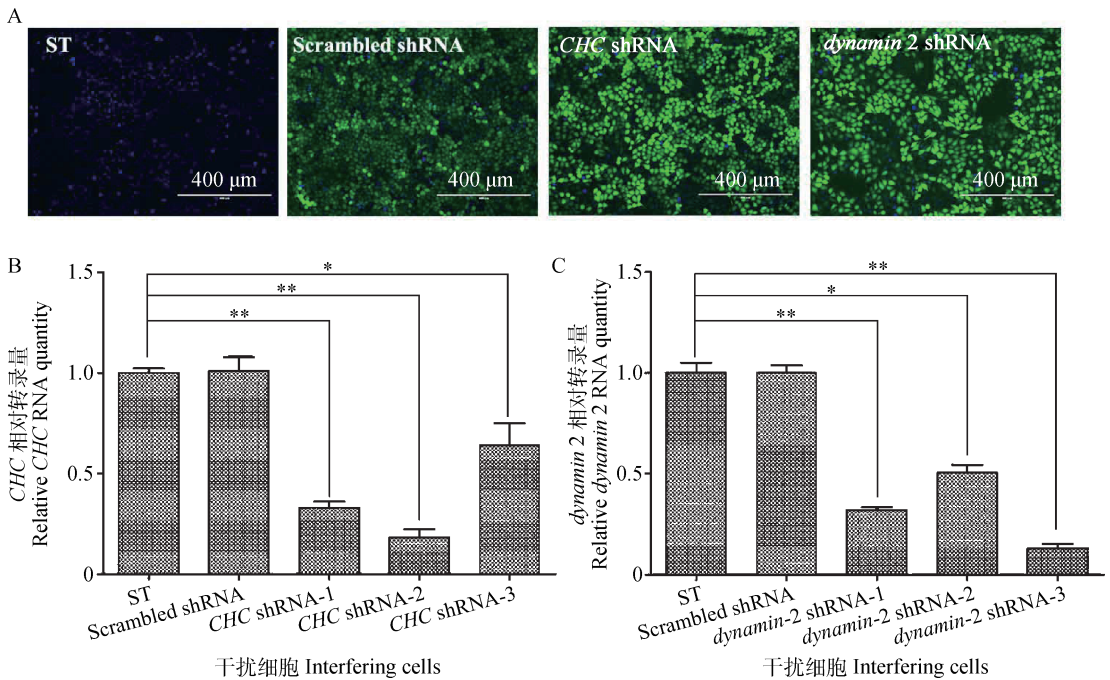 A
ST
Scrambled shRNA
CHC shRNA
dynamin 2 shRNA
400 μm
400 μm
400 μm
400 μm
B
CHC 相对转录量
Relative CHC RNA quantity
1.5
1.0
0.5
0
*
**
**
ST
Scrambled shRNA
CHC shRNA-1
CHC shRNA-2
CHC shRNA-3
干扰细胞 Interfering cells
C
dynamin 2 相对转录量
Relative dynamin 2 RNA quantity
1.5
1.0
0.5
0
**
*
**
ST
Scrambled shRNA
dynamin-2 shRNA-1
dynamin-2 shRNA-2
dynamin-2 shRNA-3
干扰细胞 Interfering cells